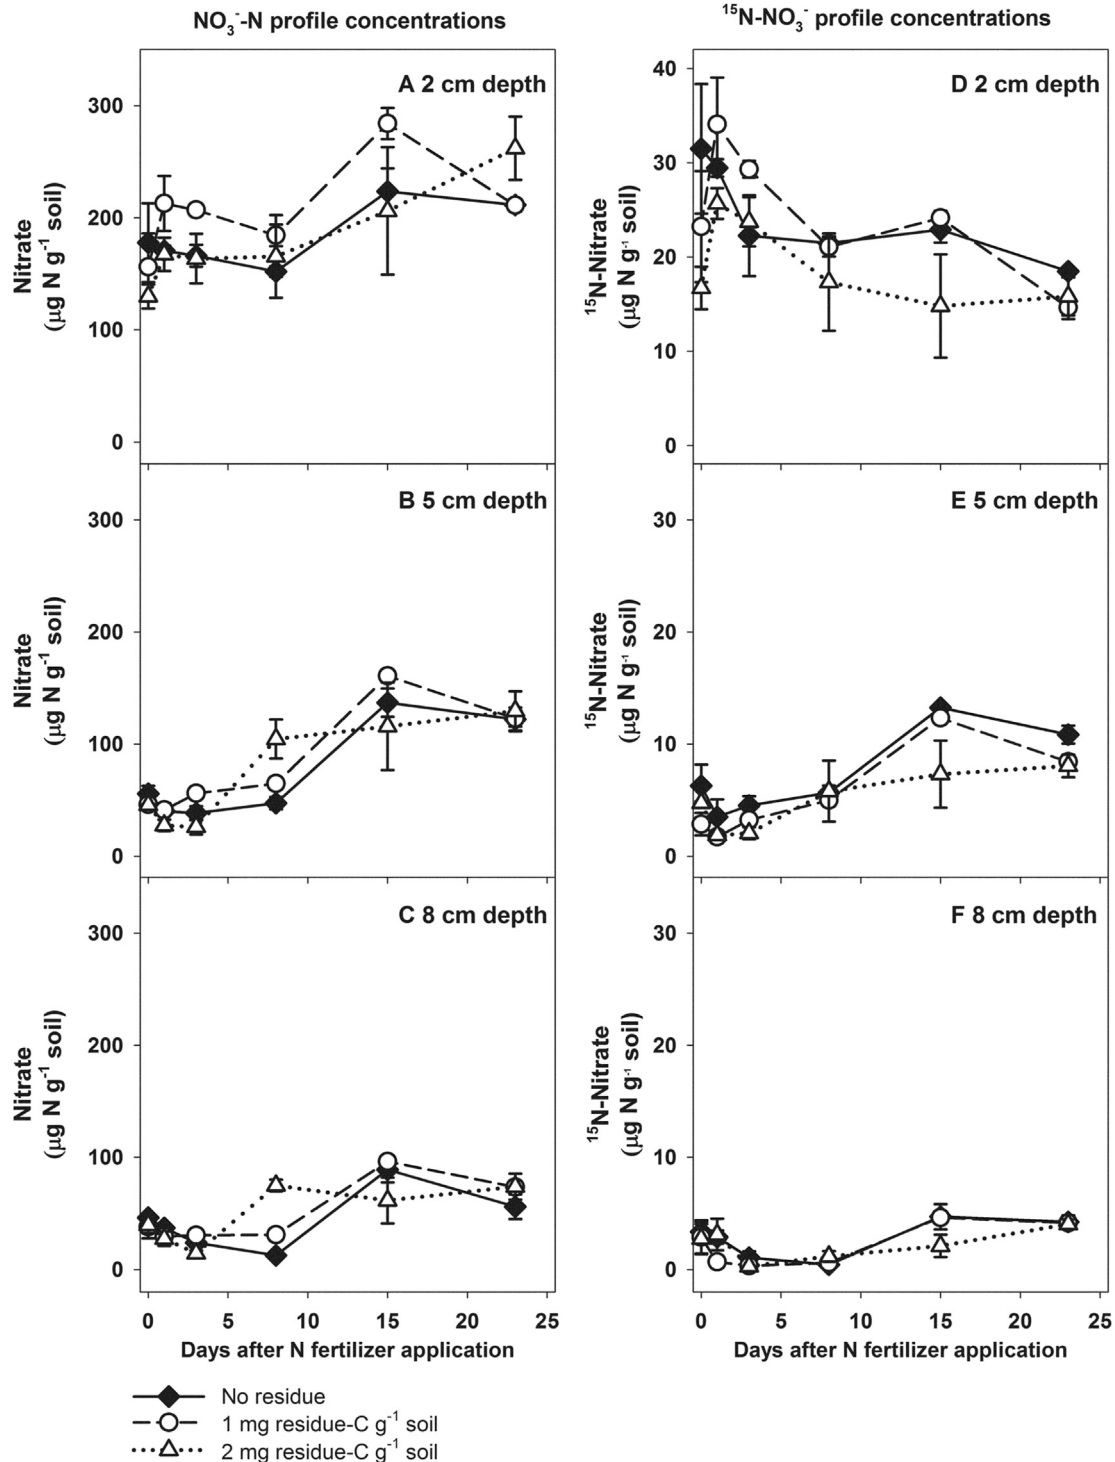 NO₃⁻-N profile concentrations
¹⁵N-NO₃⁻ profile concentrations
A 2 cm depth
300
200
100
0
Nitrate
(µg N g⁻¹ soil)
D 2 cm depth
40
30
20
10
0
¹⁵N-Nitrate
(µg N g⁻¹ soil)
B 5 cm depth
300
200
100
0
Nitrate
(µg N g⁻¹ soil)
E 5 cm depth
30
20
10
0
¹⁵N-Nitrate
(µg N g⁻¹ soil)
C 8 cm depth
300
200
100
0
Nitrate
(µg N g⁻¹ soil)
0 5 10 15 20 25
Days after N fertilizer application
F 8 cm depth
30
20
10
0
¹⁵N-Nitrate
(µg N g⁻¹ soil)
0 5 10 15 20 25
Days after N fertilizer application
No residue
1 mg residue-C g⁻¹ soil
2 mg residue-C g⁻¹ soil